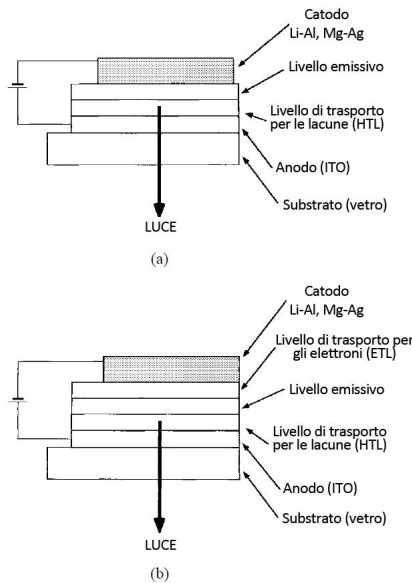 Catodo
Li-Al, Mg-Ag
Livello emissivo
Livello di trasporto
per le lacune (HTL)
Anodo (ITO)
Substrato (vetro)
LUCE
(a)
Catodo
Li-Al, Mg-Ag
Livello di trasporto per
gli elettroni (ETL)
Livello emissivo
Livello di trasporto
per le lacune (HTL)
Anodo (ITO)
Substrato (vetro)
LUCE
(b)